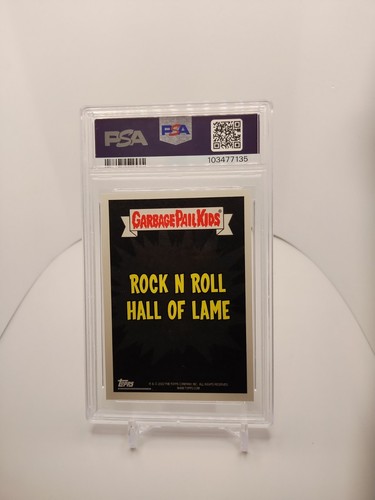 PSA PSA
103477135
GARBAGE PAIL KIDS
ROCK N ROLL
HALL OF LAME
Topps